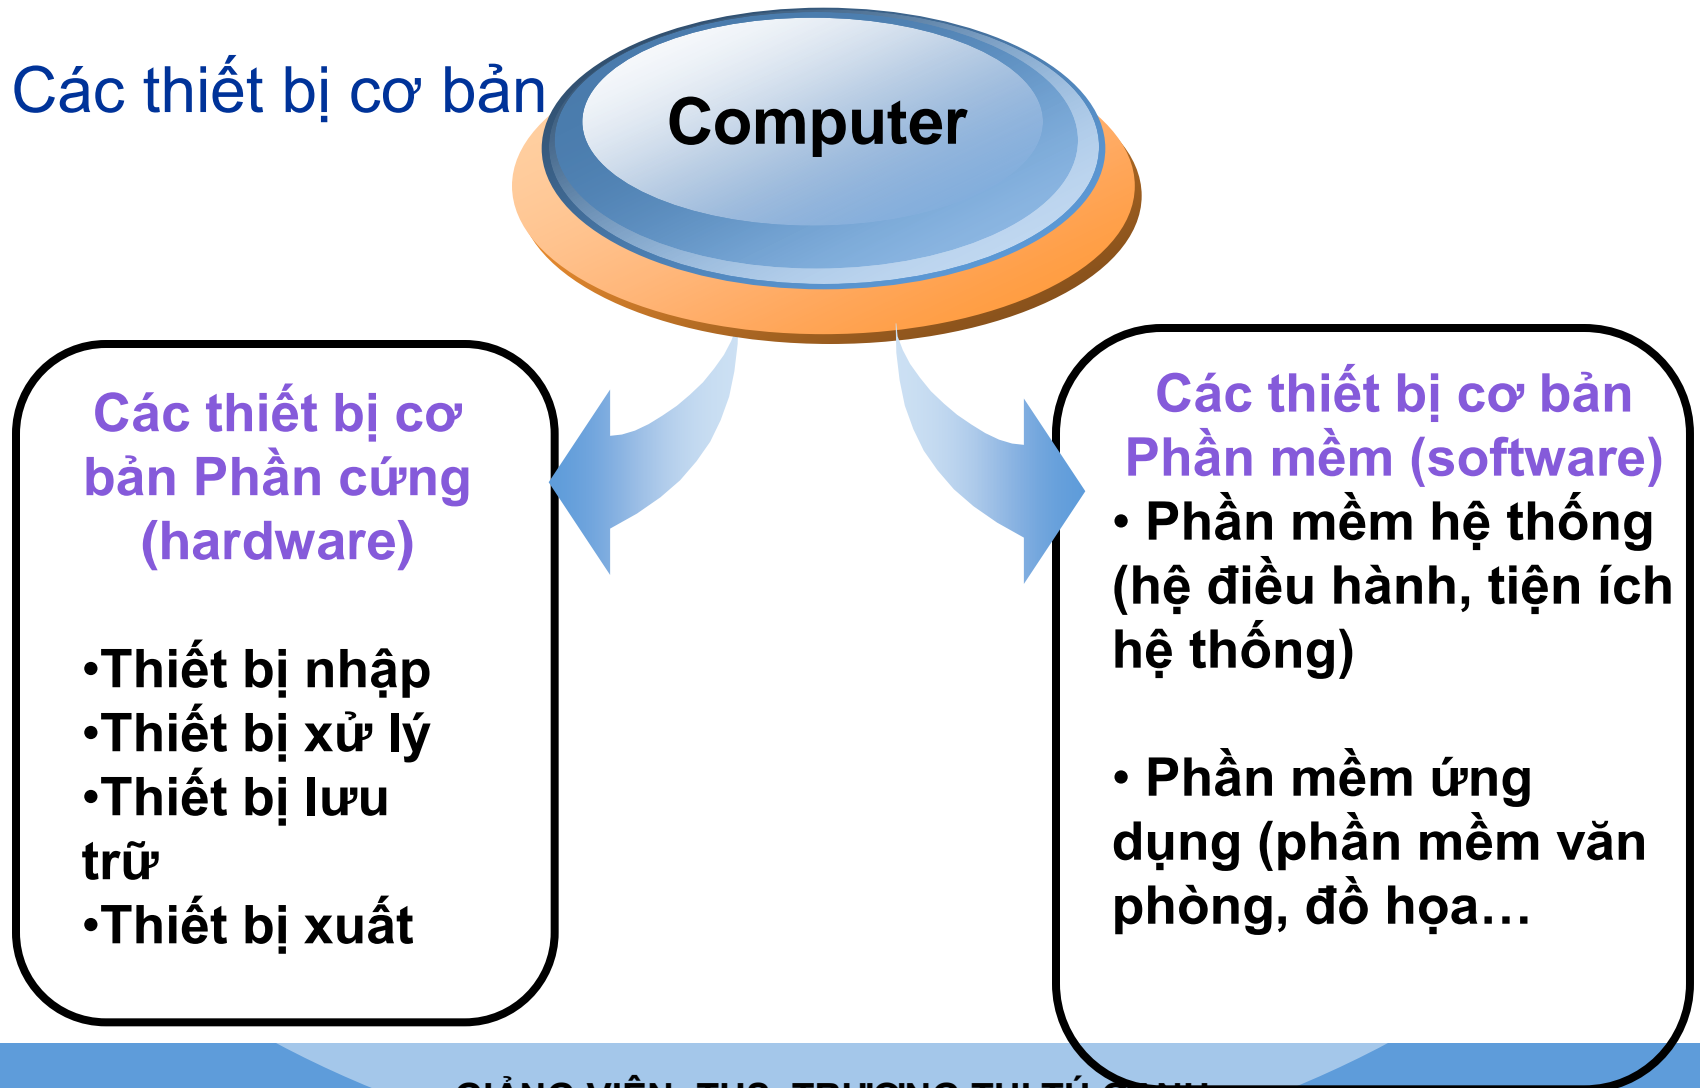 Các thiết bị cơ bản
Computer
Các thiết bị cơ
bản Phần cứng
(hardware)
•Thiết bị nhập
•Thiết bị xử lý
•Thiết bị lưu
trữ
•Thiết bị xuất
Các thiết bị cơ bản
Phần mềm (software)
• Phần mềm hệ thống
(hệ điều hành, tiện ích
hệ thống)
• Phần mềm ứng
dụng (phần mềm văn
phòng, đồ họa…
GIẢNG VIÊN